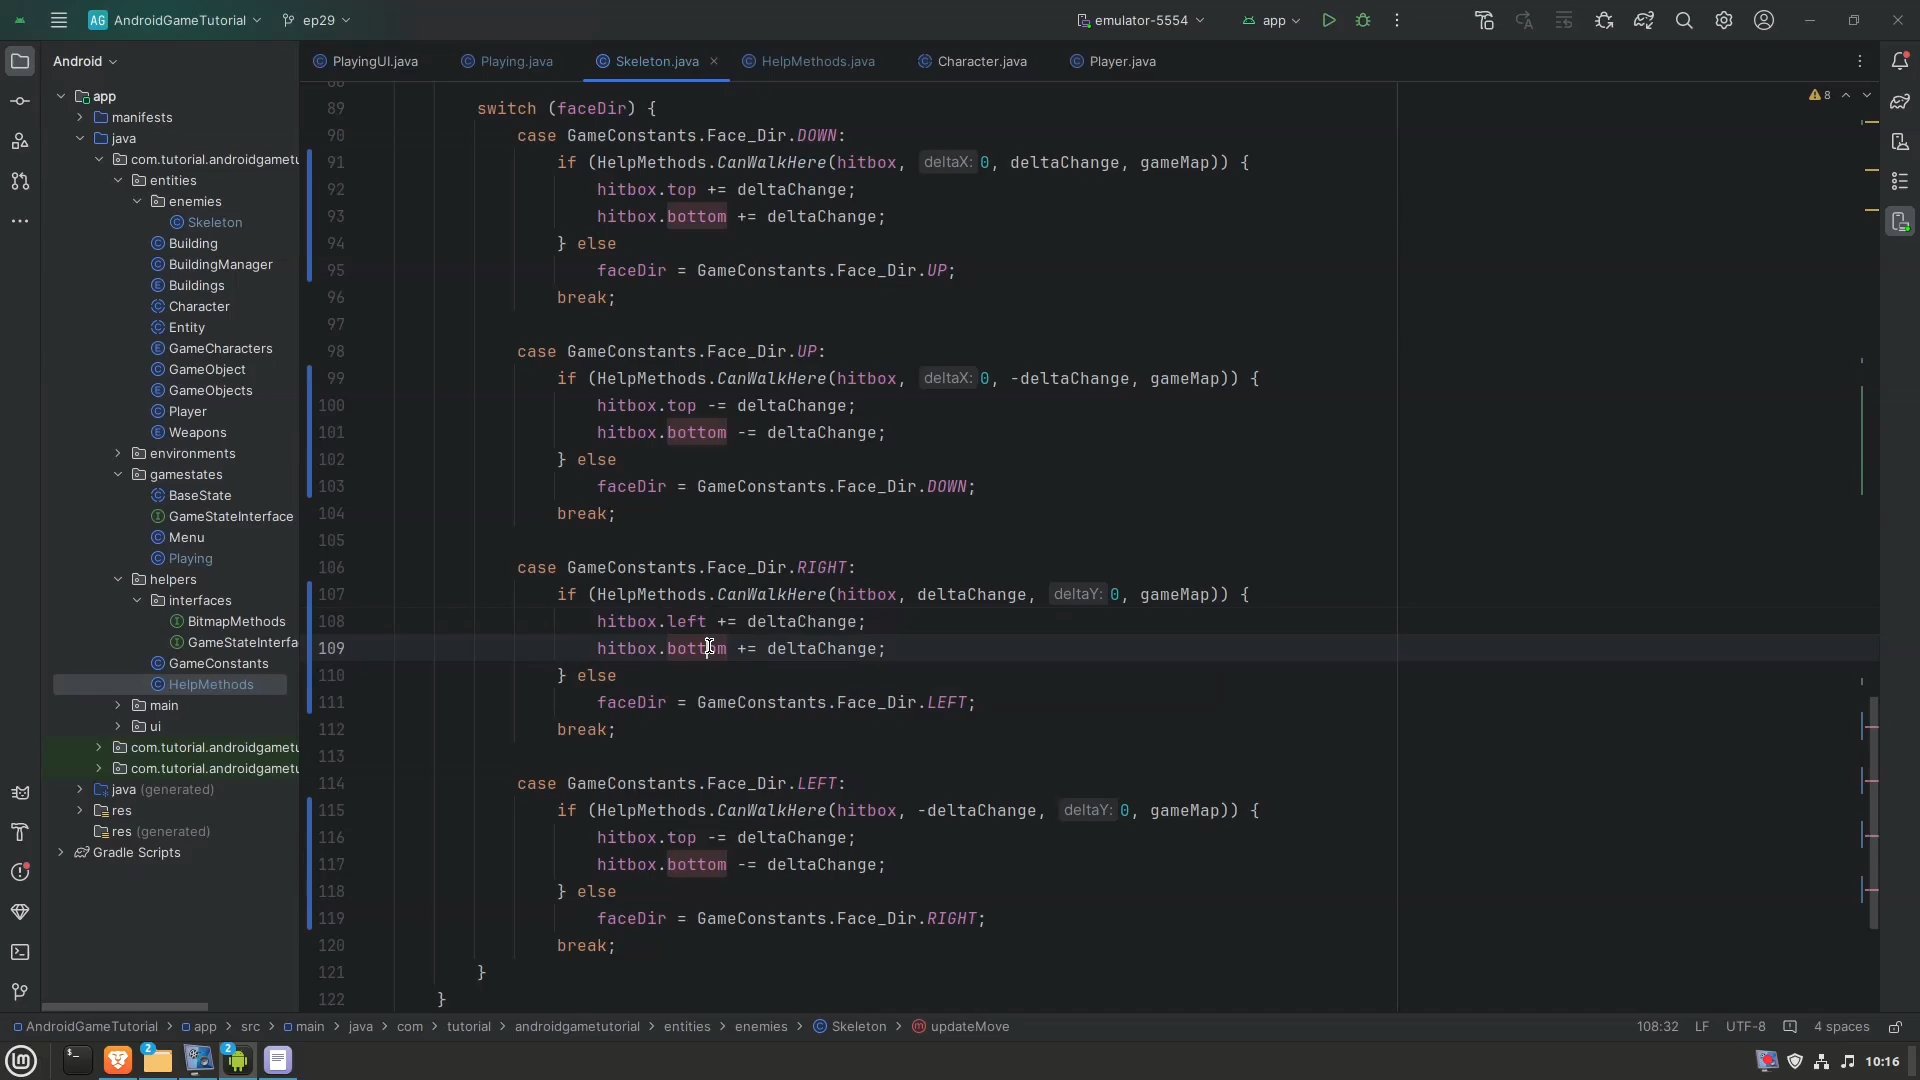 AG AndroidGameTutorial ep29 emulator-5554 app
Android
PlayingUI.java Playing.java Skeleton.java HelpMethods.java Character.java Player.java
8
app
manifests
java
com.tutorial.androidgametu
entities
enemies
Skeleton
Building
BuildingManager
Buildings
Character
Entity
GameCharacters
GameObject
GameObjects
Player
Weapons
environments
gamestates
BaseState
GameStateInterface
Menu
Playing
helpers
interfaces
BitmapMethods
GameStateInterfa
GameConstants
HelpMethods
main
ui
com.tutorial.androidgametu
com.tutorial.androidgametu
java (generated)
res
res (generated)
Gradle Scripts
89 switch (faceDir) {
90 case GameConstants.Face_Dir.DOWN:
91 if (HelpMethods.CanWalkHere(hitbox, deltaX: 0, deltaChange, gameMap)) {
92 hitbox.top += deltaChange;
93 hitbox.bottom += deltaChange;
94 } else
95 faceDir = GameConstants.Face_Dir.UP;
96 break;
97
98 case GameConstants.Face_Dir.UP:
99 if (HelpMethods.CanWalkHere(hitbox, deltaX: 0, -deltaChange, gameMap)) {
100 hitbox.top -= deltaChange;
101 hitbox.bottom -= deltaChange;
102 } else
103 faceDir = GameConstants.Face_Dir.DOWN;
104 break;
105
106 case GameConstants.Face_Dir.RIGHT:
107 if (HelpMethods.CanWalkHere(hitbox, deltaChange, deltaY: 0, gameMap)) {
108 hitbox.left += deltaChange;
109 hitbox.bottom += deltaChange;
110 } else
111 faceDir = GameConstants.Face_Dir.LEFT;
112 break;
113
114 case GameConstants.Face_Dir.LEFT:
115 if (HelpMethods.CanWalkHere(hitbox, -deltaChange, deltaY: 0, gameMap)) {
116 hitbox.top -= deltaChange;
117 hitbox.bottom -= deltaChange;
118 } else
119 faceDir = GameConstants.Face_Dir.RIGHT;
120 break;
121 }
122 }
AndroidGameTutorial > app > src > main > java > com > tutorial > androidgametutorial > entities > enemies > Skeleton > updateMove 108:32 LF UTF-8 4 spaces
2 2 10:16